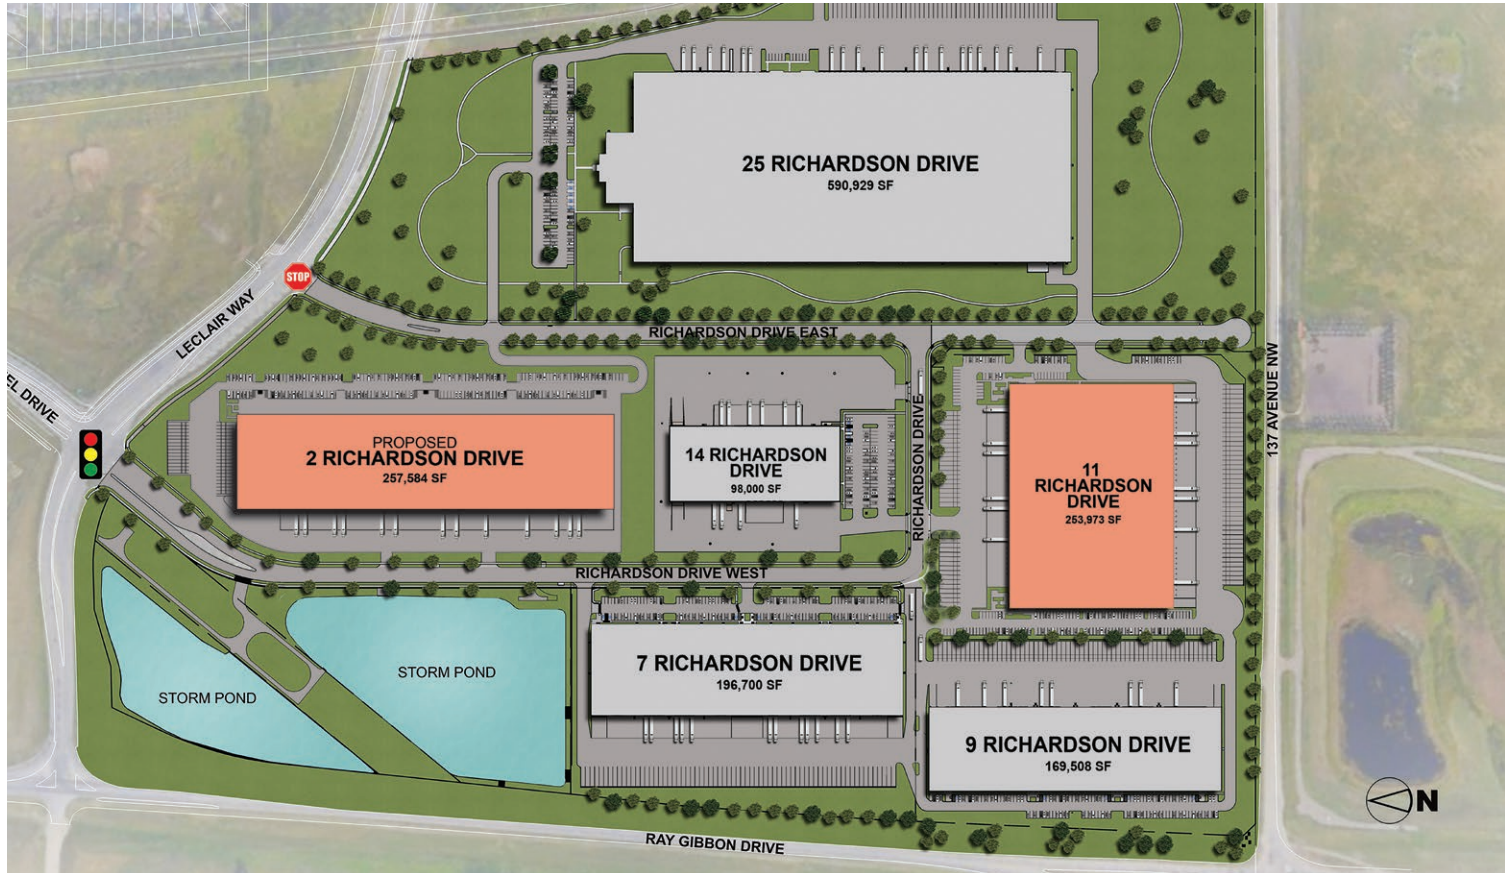 25 RICHARDSON DRIVE
590,929 SF
STOP
LECLAIR WAY
RICHARDSON DRIVE EAST
EL DRIVE
137 AVENUE NW
PROPOSED
2 RICHARDSON DRIVE
257,584 SF
14 RICHARDSON
DRIVE
98,000 SF
RICHARDSON DRIVE
11
RICHARDSON
DRIVE
253,973 SF
RICHARDSON DRIVE WEST
STORM POND
STORM POND
7 RICHARDSON DRIVE
196,700 SF
9 RICHARDSON DRIVE
169,508 SF
N
RAY GIBBON DRIVE